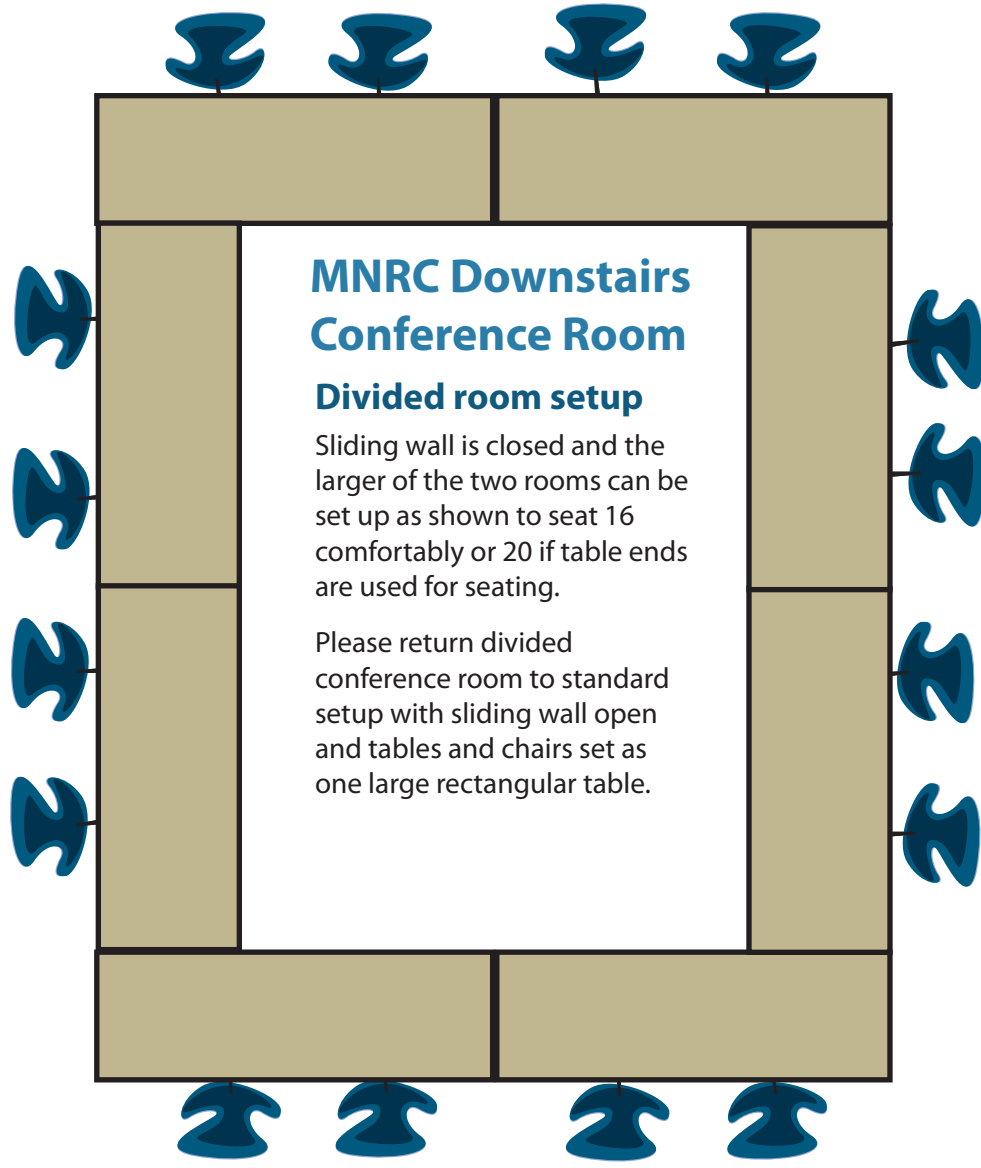 MNRC Downstairs
Conference Room
Divided room setup
Sliding wall is closed and the
larger of the two rooms can be
set up as shown to seat 16
comfortably or 20 if table ends
are used for seating.
Please return divided
conference room to standard
setup with sliding wall open
and tables and chairs set as
one large rectangular table.